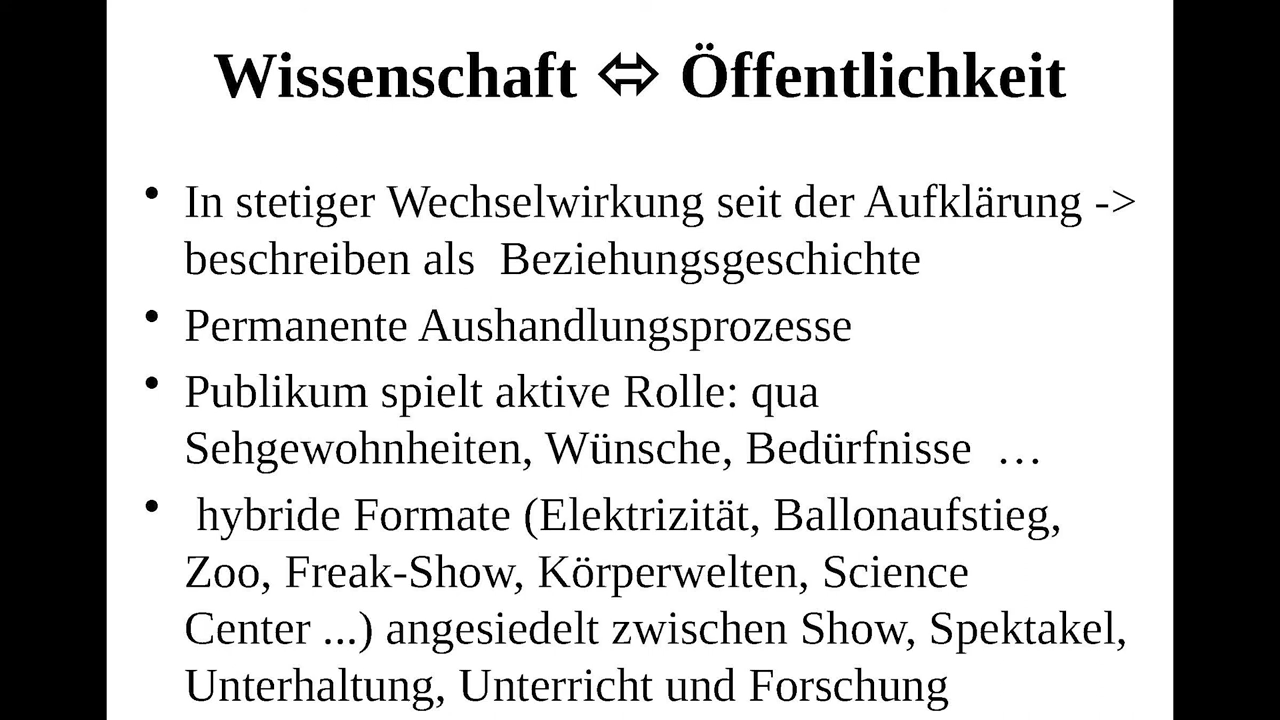 Wissenschaft ⬄ Öffentlichkeit
• In stetiger Wechselwirkung seit der Aufklärung ->
beschreiben als  Beziehungsgeschichte
• Permanente Aushandlungsprozesse
• Publikum spielt aktive Rolle: qua
Sehgewohnheiten, Wünsche, Bedürfnisse  …
•  hybride Formate (Elektrizität, Ballonaufstieg,
Zoo, Freak-Show, Körperwelten, Science
Center ...) angesiedelt zwischen Show, Spektakel,
Unterhaltung, Unterricht und Forschung